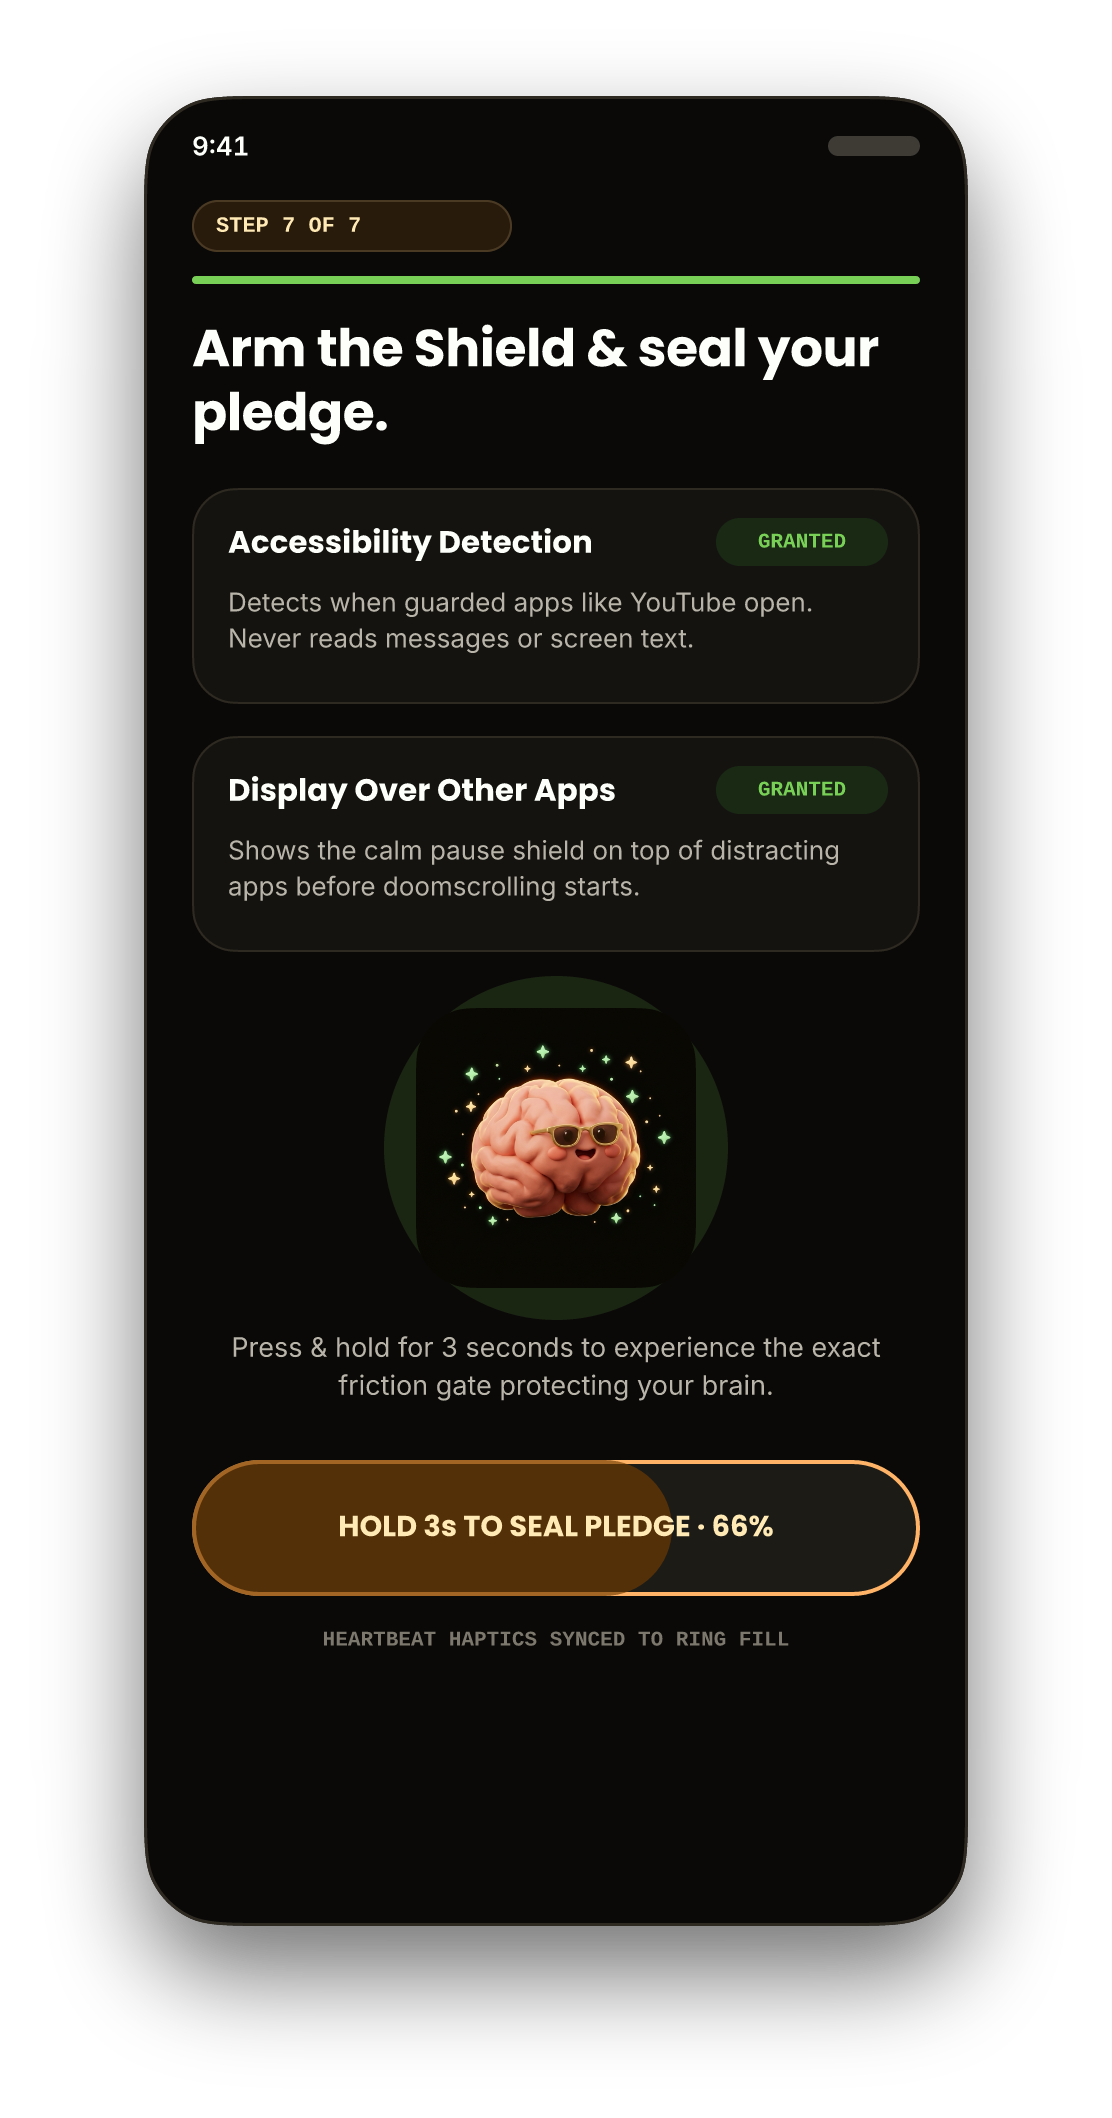 9:41
STEP 7 OF 7
Arm the Shield & seal your
pledge.
Accessibility Detection
GRANTED
Detects when guarded apps like YouTube open.
Never reads messages or screen text.
Display Over Other Apps
GRANTED
Shows the calm pause shield on top of distracting
apps before doomscrolling starts.
Press & hold for 3 seconds to experience the exact
friction gate protecting your brain.
HOLD 3s TO SEAL PLEDGE · 66%
HEARTBEAT HAPTICS SYNCED TO RING FILL